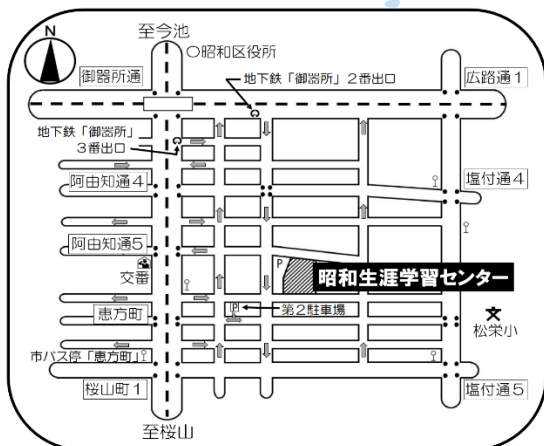 N
至今池
○昭和区役所
御器所通
地下鉄「御器所」2番出口
広路通1
地下鉄「御器所」
3番出口
阿由知通4
塩付通4
阿由知通5
交番
P
昭和生涯学習センター
恵方町
P
第2駐車場
文
松栄小
市バス停「恵方町」
桜山町1
塩付通5
至桜山